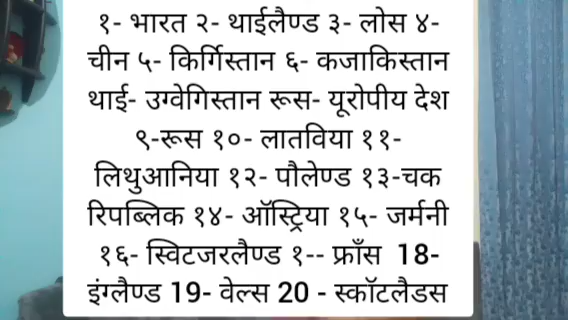 १- भारत २- थाईलैण्ड ३- लोस ४-
चीन ५- किर्गिस्तान ६- कजाकिस्तान
थाई- उग्वेगिस्तान रूस- यूरोपीय देश
९-रूस १०- लातविया ११-
लिथुआनिया १२- पौलेण्ड १३-चक
रिपब्लिक १४- ऑस्ट्रिया १५- जर्मनी
१६- स्विटजरलैण्ड १-- फ्राँस 18-
इंग्लैण्ड 19- वेल्स 20 - स्कॉटलैडस